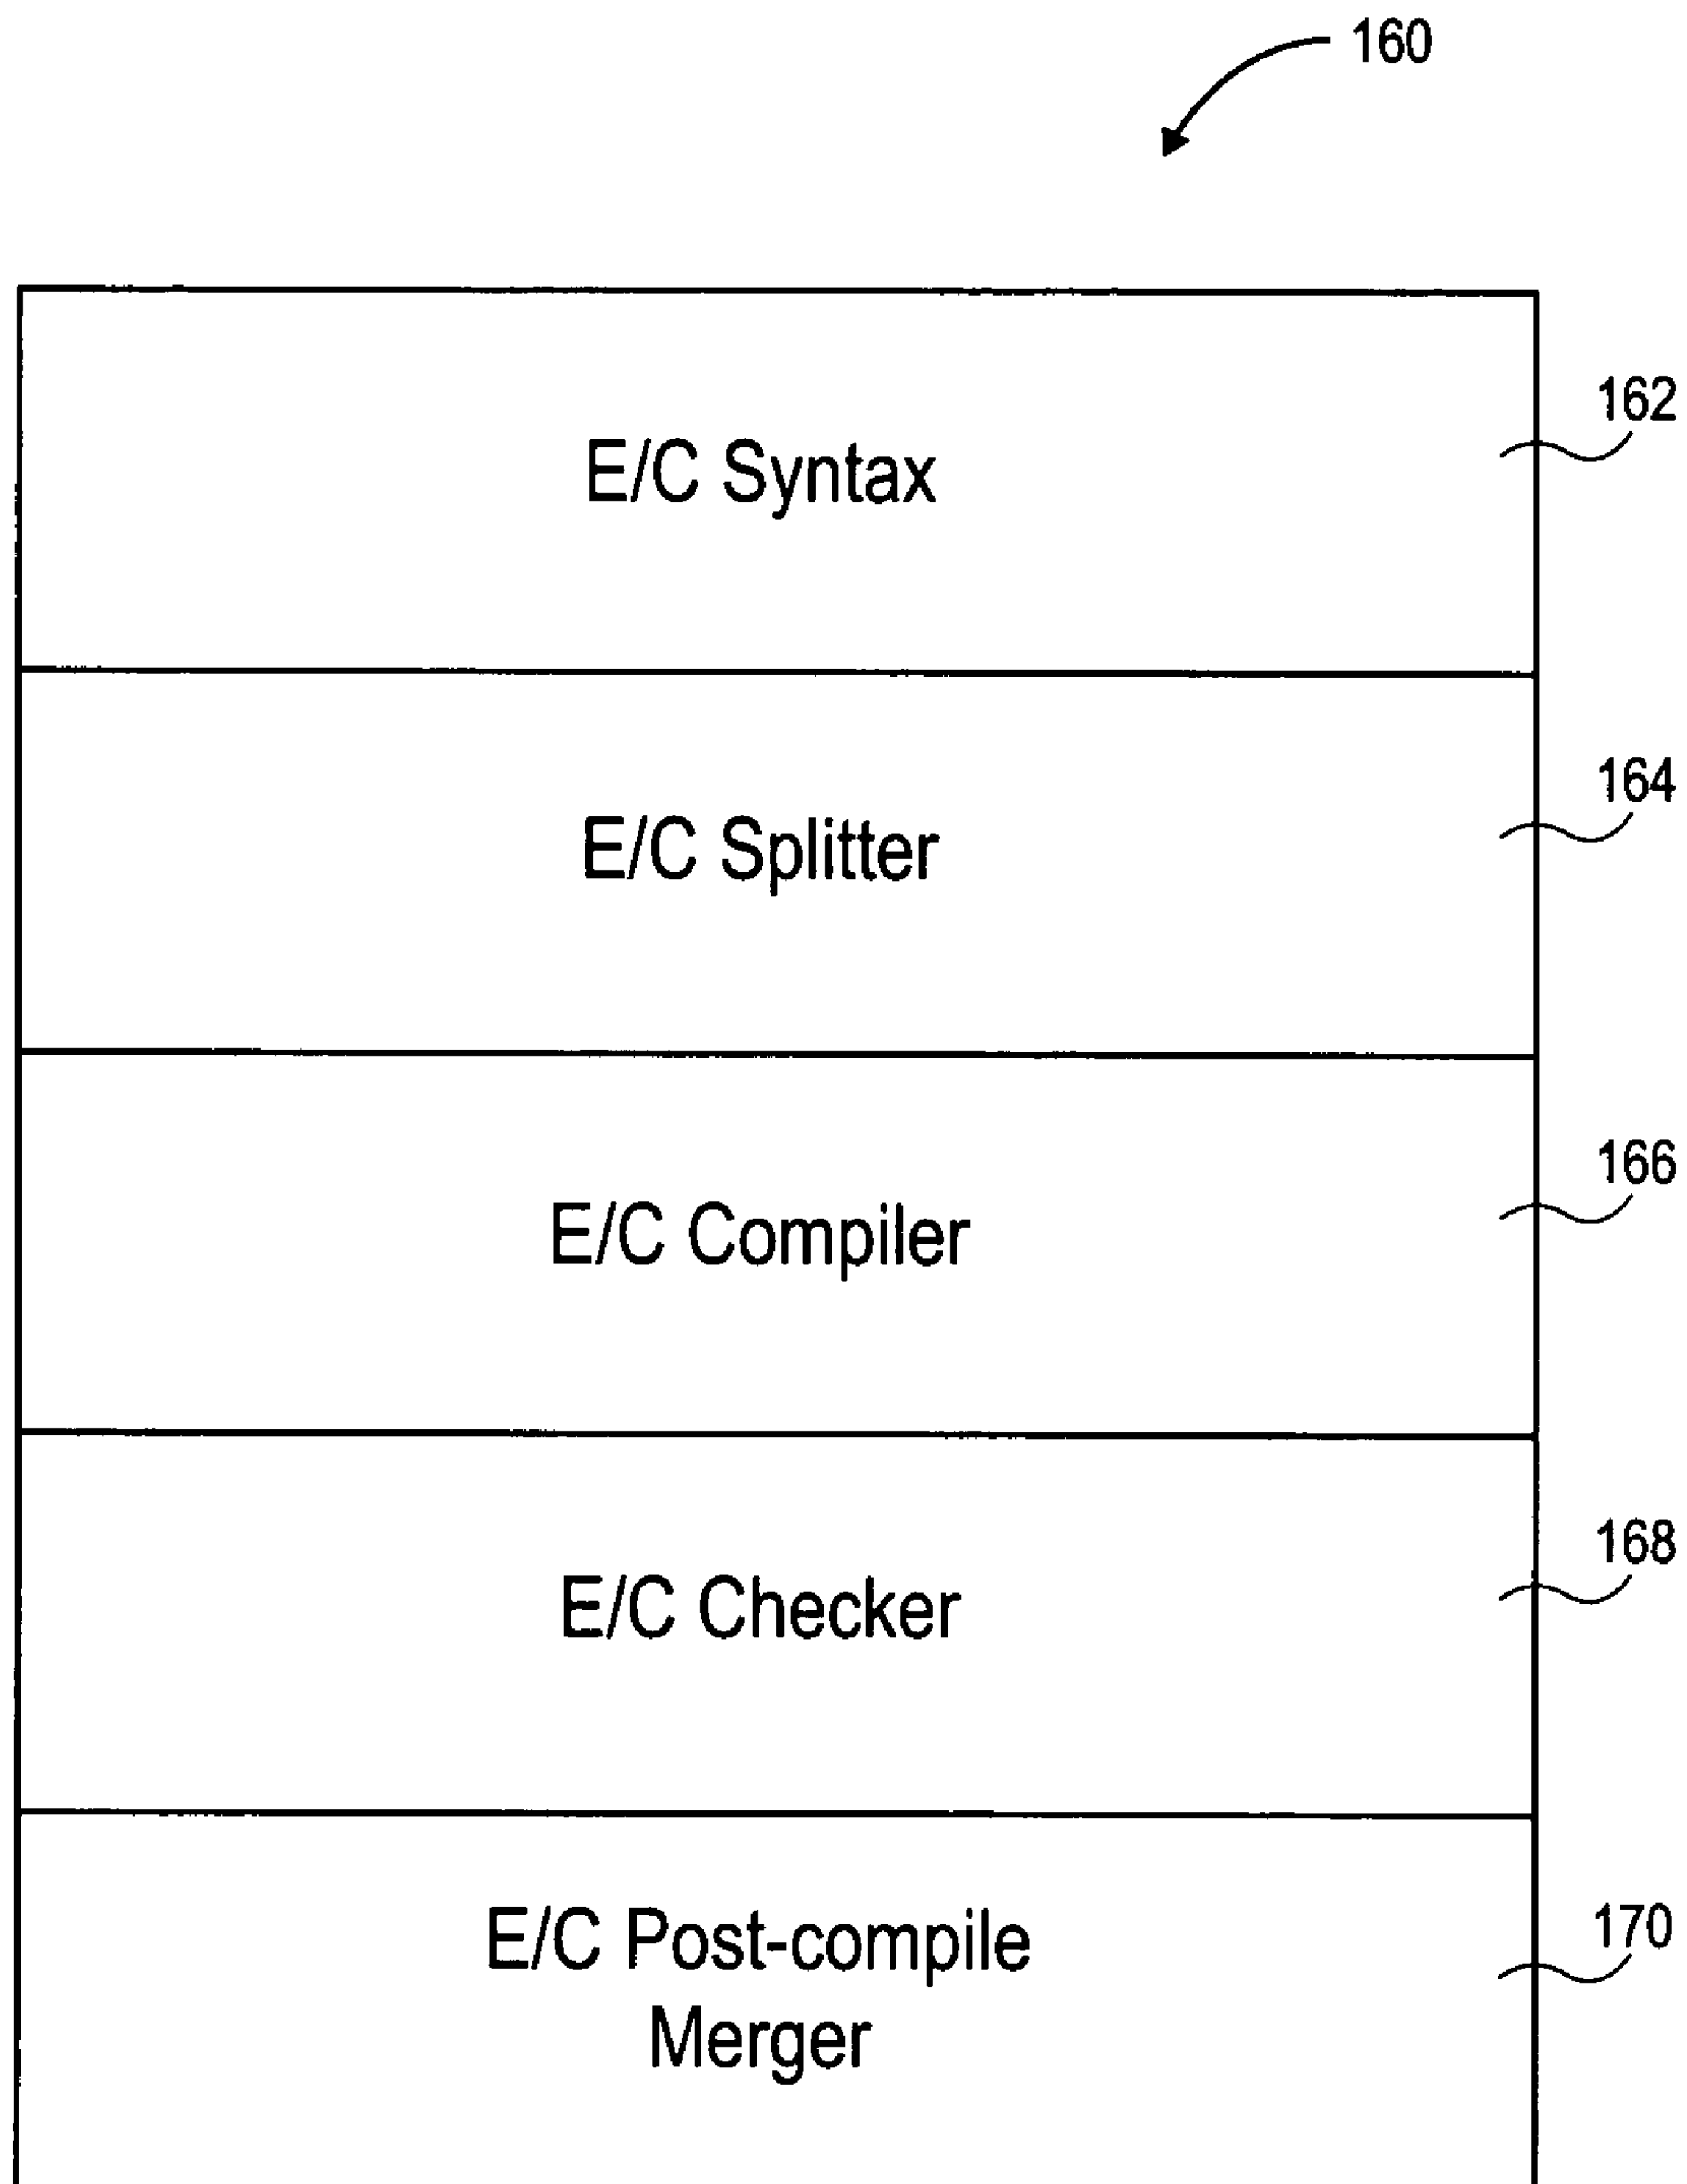 160
E/C Syntax
162
E/C Splitter
164
E/C Compiler
166
E/C Checker
168
E/C Post-compile
Merger
170